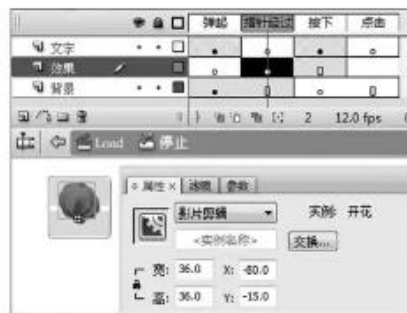 弹起 指针经过 按下 点击
文字
效果
背景
2 12.0 fps
Load 停止
属性 × 滤镜 参数
影片剪辑 实例: 开花
<实例名称> 交换...
宽: 36.0 X: -80.0
高: 36.0 Y: -15.0